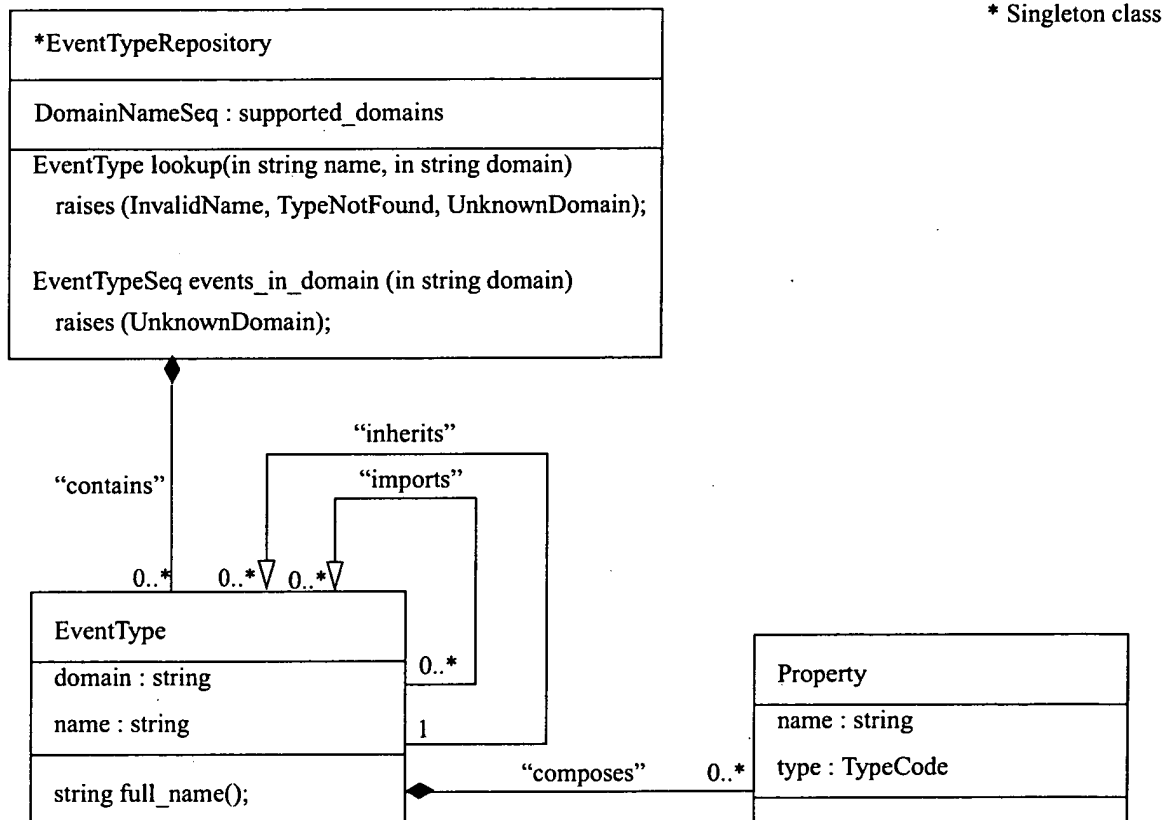 * Singleton class
*EventTypeRepository
DomainNameSeq : supported_domains
EventType lookup(in string name, in string domain)
raises (InvalidName, TypeNotFound, UnknownDomain);
EventTypeSeq events_in_domain (in string domain)
raises (UnknownDomain);
“inherits”
“imports”
“contains”
0..*
0..*
0..*
EventType
domain : string
name : string
string full_name();
0..*
1
“composes”
0..*
Property
name : string
type : TypeCode